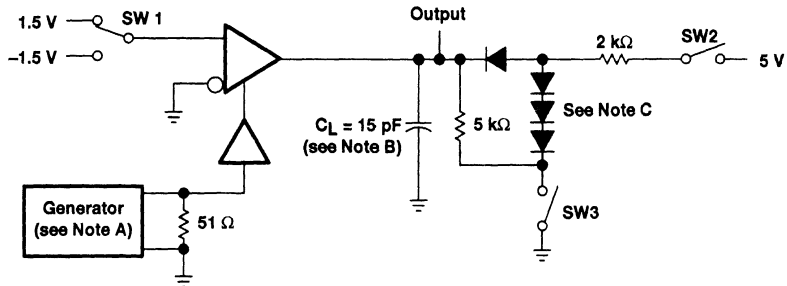 1.5 V
SW 1
–1.5 V
Output
2 kΩ
SW2
5 V
CL = 15 pF
(see Note B)
5 kΩ
See Note C
SW3
Generator
(see Note A)
51 Ω